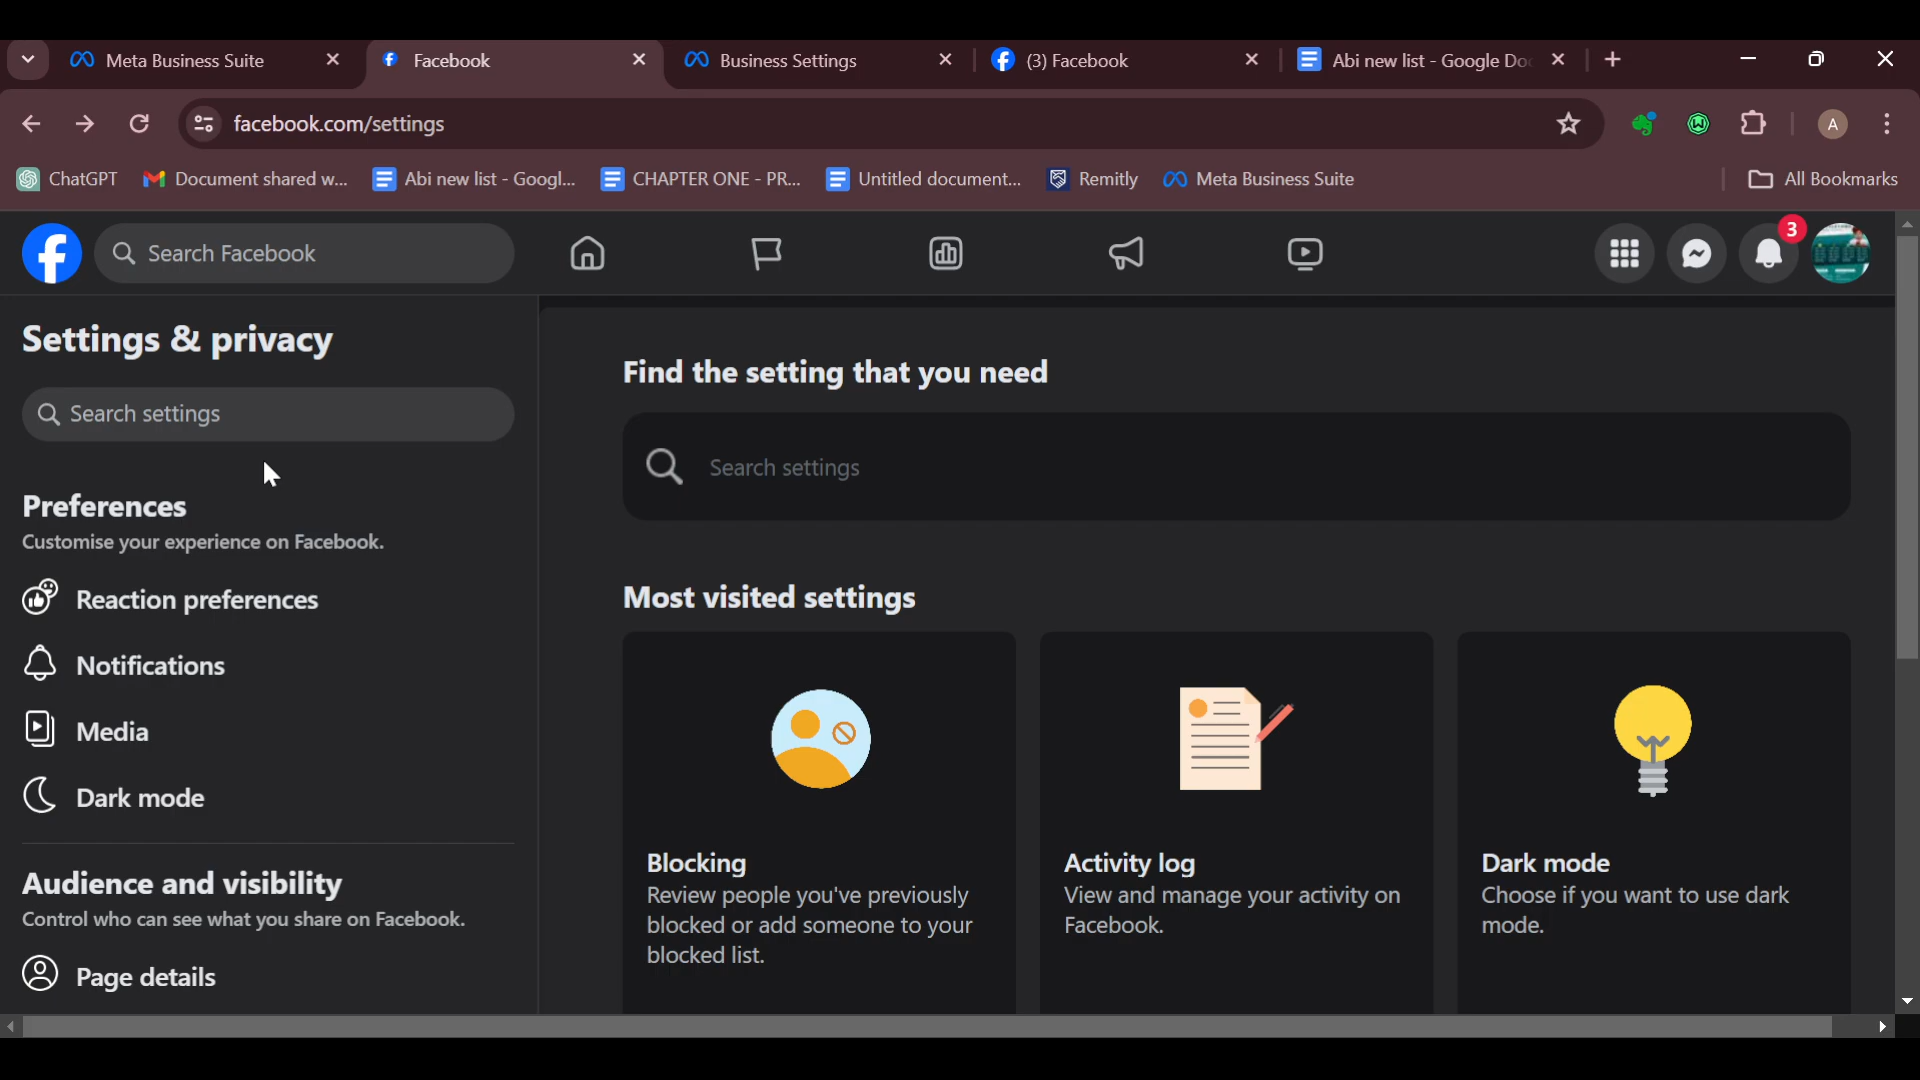 Meta Business Suite
Facebook
Business Settings
(3) Facebook
Abi new list - Google Do
facebook.com/settings
A
ChatGPT
Document shared w...
Abi new list - Googl...
CHAPTER ONE - PR...
Untitled document...
Remitly
Meta Business Suite
All Bookmarks
Search Facebook
3
Settings & privacy
Search settings
Preferences
Customise your experience on Facebook.
Reaction preferences
Notifications
Media
Dark mode
Audience and visibility
Control who can see what you share on Facebook.
Page details
Find the setting that you need
Search settings
Most visited settings
Blocking
Review people you've previously
blocked or add someone to your
blocked list.
Activity log
View and manage your activity on
Facebook.
Dark mode
Choose if you want to use dark
mode.